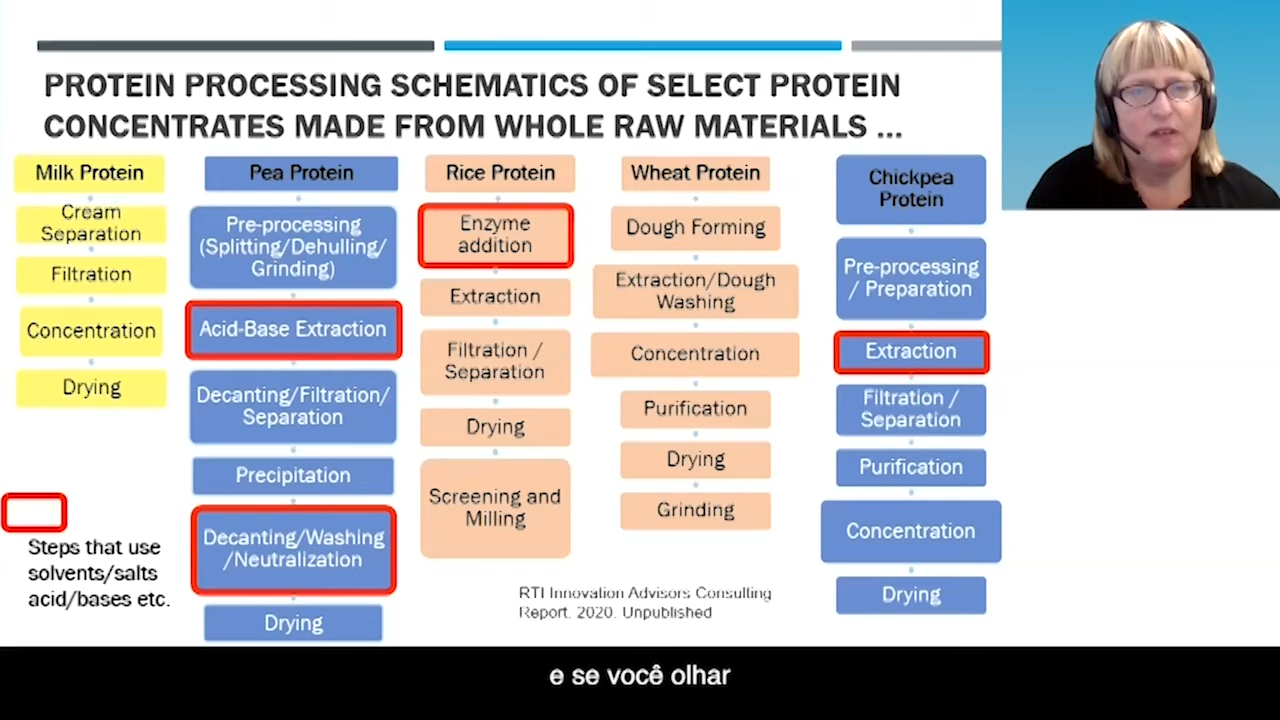 PROTEIN PROCESSING SCHEMATICS OF SELECT PROTEIN
CONCENTRATES MADE FROM WHOLE RAW MATERIALS ...
Milk Protein
Cream
Separation
Filtration
Concentration
Drying
Pea Protein
Pre-processing
(Splitting/Dehulling/
Grinding)
Acid-Base Extraction
Decanting/Filtration/
Separation
Precipitation
Decanting/Washing
/Neutralization
Drying
Rice Protein
Enzyme
addition
Extraction
Filtration /
Separation
Drying
Screening and
Milling
Wheat Protein
Dough Forming
Extraction/Dough
Washing
Concentration
Purification
Drying
Grinding
Chickpea
Protein
Pre-processing
/ Preparation
Extraction
Filtration /
Separation
Purification
Concentration
Drying
Steps that use
solvents/salts
acid/bases etc.
RTI Innovation Advisors Consulting
Report. 2020. Unpublished
e se você olhar